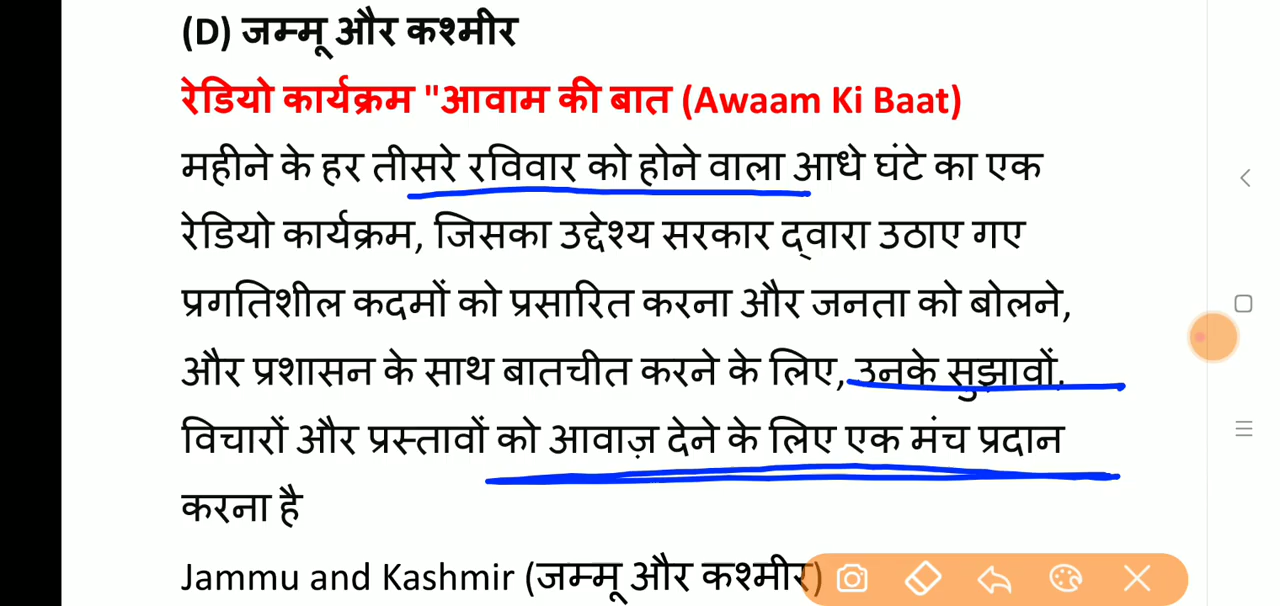 (D) जम्मू और कश्मीर
रेडियो कार्यक्रम "आवाम की बात (Awaam Ki Baat)
महीने के हर तीसरे रविवार को होने वाला आधे घंटे का एक
रेडियो कार्यक्रम, जिसका उद्देश्य सरकार द्वारा उठाए गए
प्रगतिशील कदमों को प्रसारित करना और जनता को बोलने,
और प्रशासन के साथ बातचीत करने के लिए, उनके सुझावों,
विचारों और प्रस्तावों को आवाज़ देने के लिए एक मंच प्रदान
करना है
Jammu and Kashmir (जम्मू और कश्मीर)